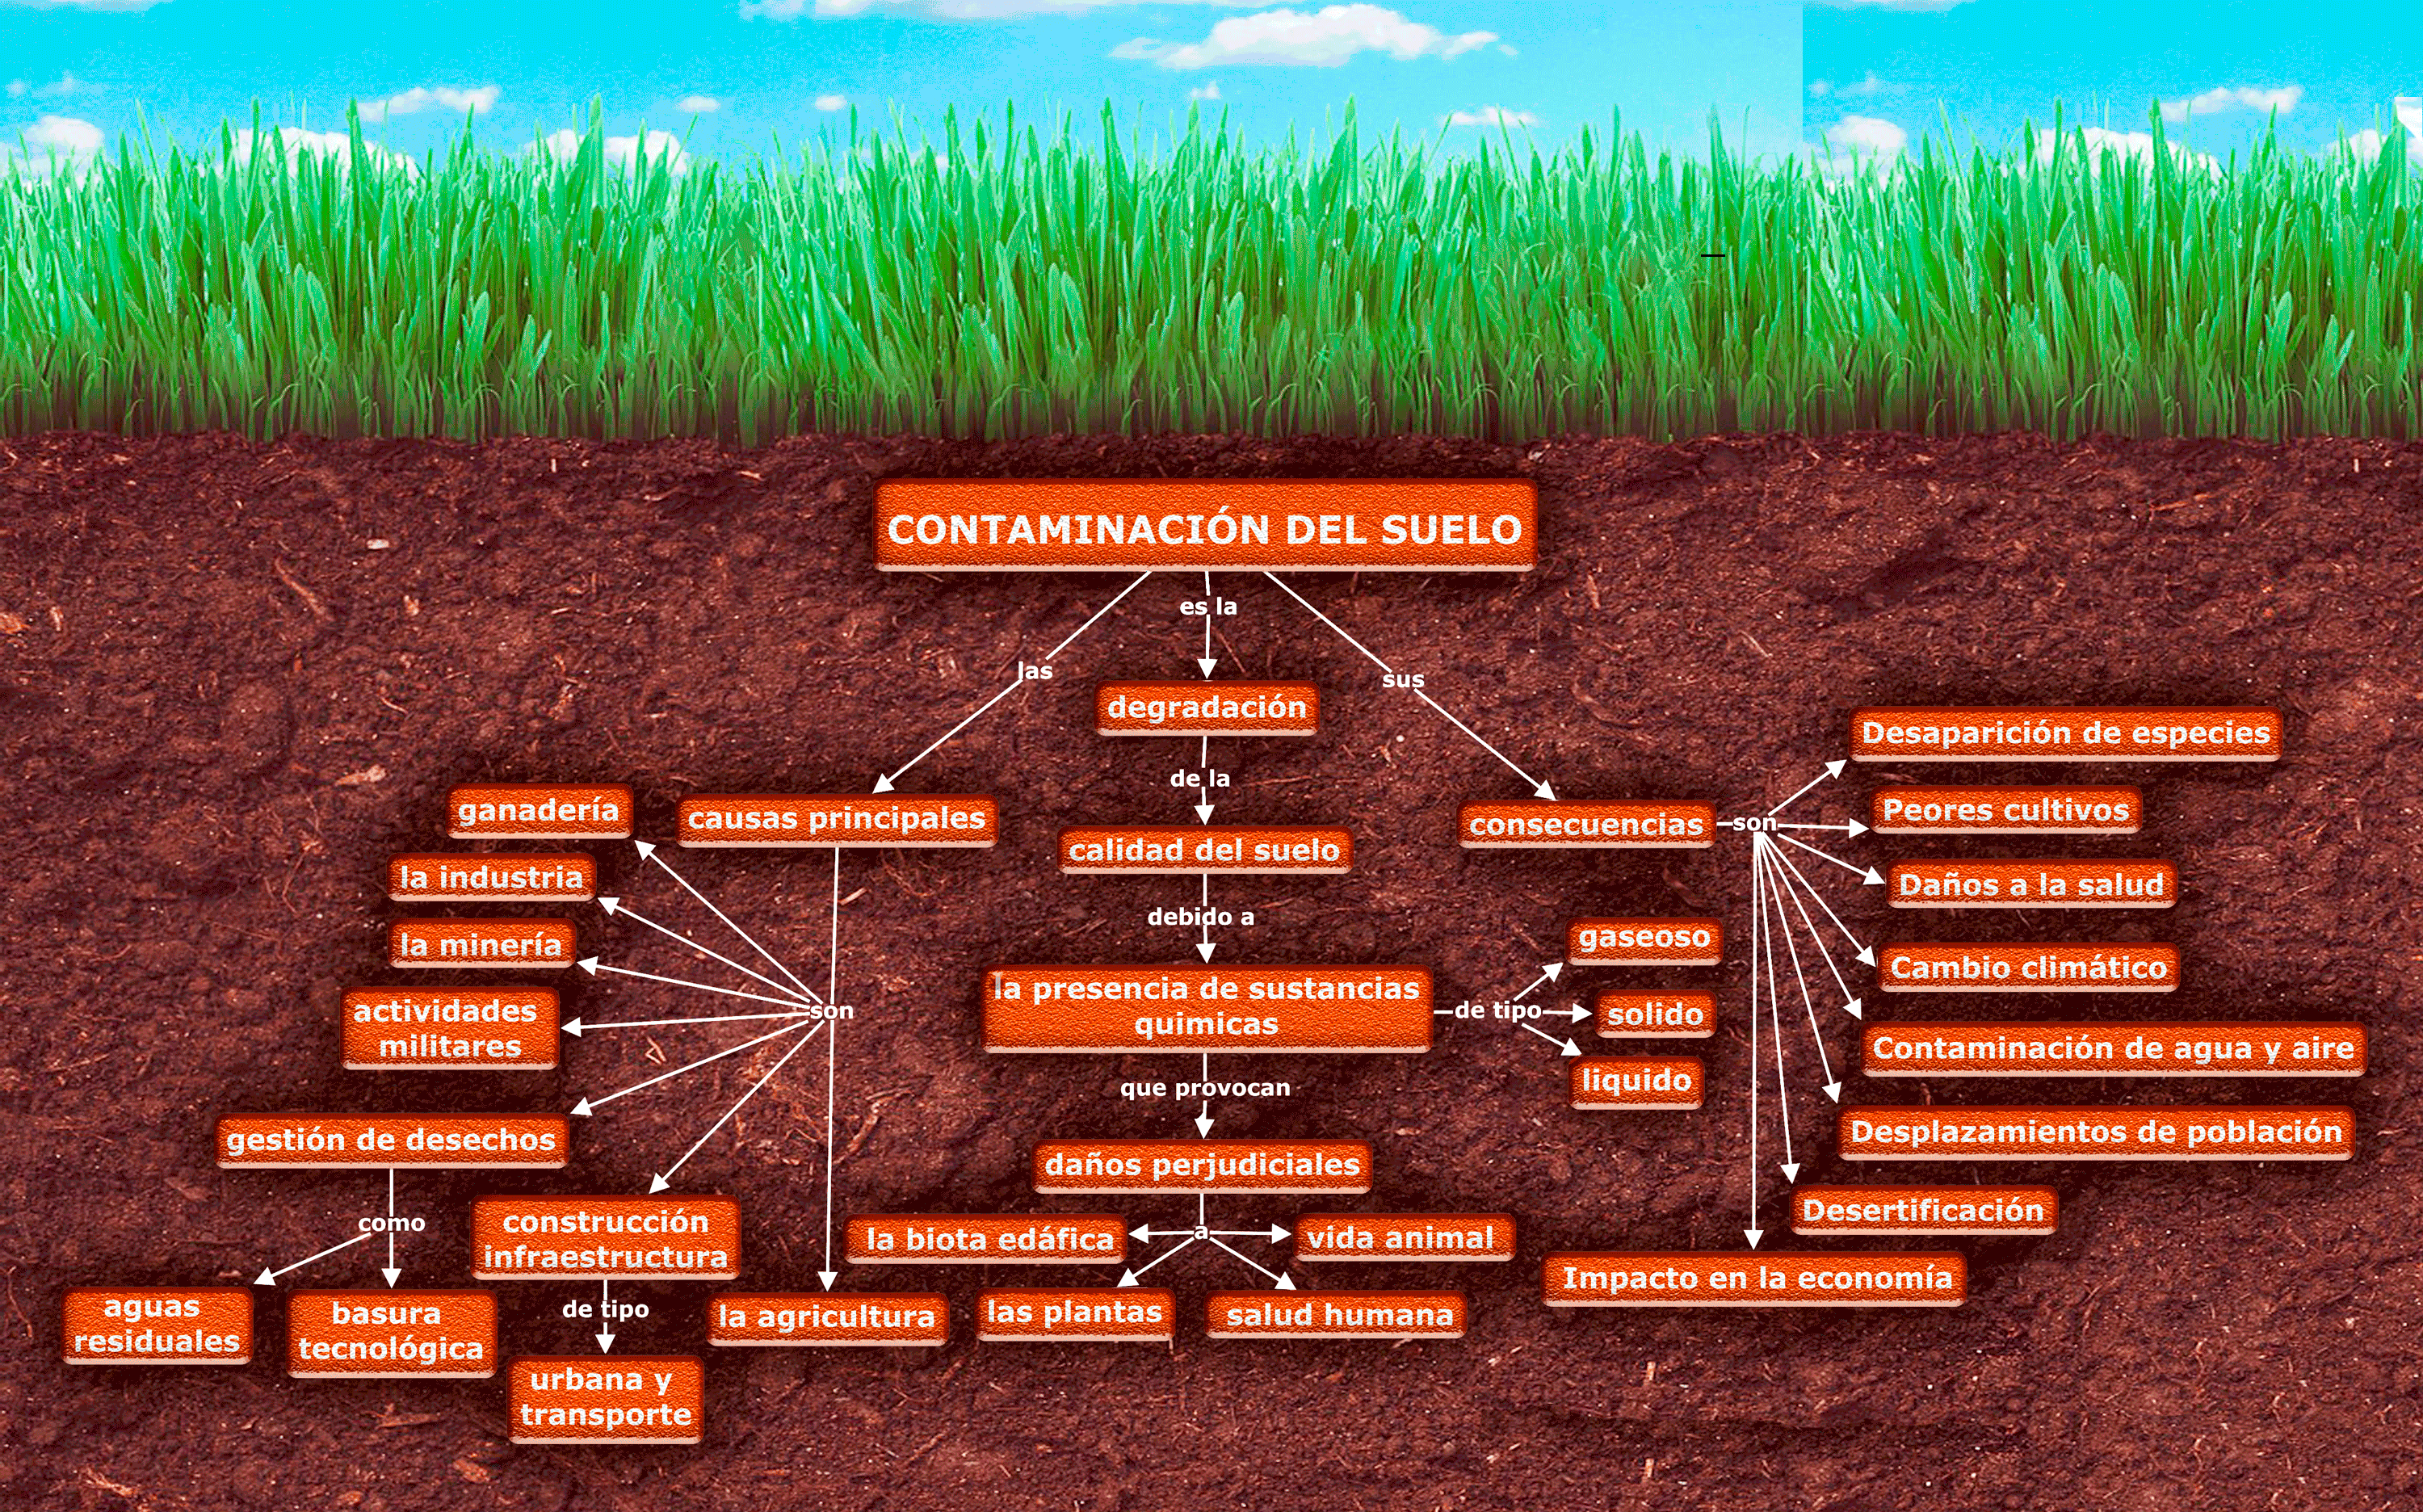 CONTAMINACIÓN DEL SUELO
es la
las
sus
degradación
de la
calidad del suelo
debido a
la presencia de sustancias
quimicas
de tipo
gaseoso
solido
liquido
que provocan
daños perjudiciales
a
la biota edáfica
vida animal
las plantas
salud humana
causas principales
son
ganadería
la industria
la minería
actividades
militares
gestión de desechos
como
aguas
residuales
basura
tecnológica
construcción
infraestructura
de tipo
urbana y
transporte
la agricultura
consecuencias
son
Desaparición de especies
Peores cultivos
Daños a la salud
Cambio climático
Contaminación de agua y aire
Desplazamientos de población
Desertificación
Impacto en la economía